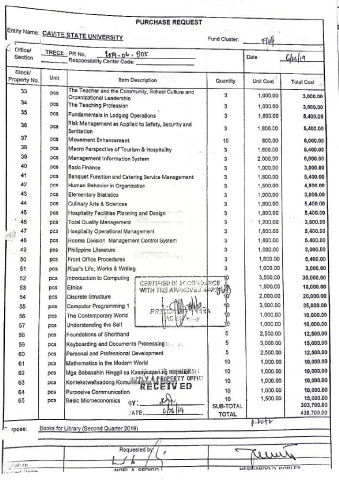 PURCHASE REQUEST
Entity Name: CAVITE STATE UNIVERSITY Fund Cluster:
Office/ Section TRECE PR No. Date
Responsibility Center Code:
Stock/ Property No. Unit Item Description Quantity Unit Cost Total Cost
33 pcs The Teacher and the Community, School Culture and Organizational Leadership 3 1,000.00 3,000.00
34 pcs The Teaching Profession 3 1,000.00 3,000.00
35 pcs Fundamentals in Lodging Operations 3 1,800.00 5,400.00
36 pcs Risk Management as Applied to Safety, Security and Sanitation 3 1,800.00 5,400.00
37 pcs Movement Enhancement 10 800.00 8,000.00
38 pcs Macro Perspective of Tourism & Hospitality 3 1,800.00 5,400.00
39 pcs Management Information System 3 2,000.00 6,000.00
40 pcs Basic Finance 3 1,000.00 3,000.00
41 pcs Banquet Function and Catering Service Management 3 1,800.00 5,400.00
42 pcs Human Behavior in Organization 3 1,500.00 4,500.00
43 pcs Elementary Statistics 3 1,000.00 3,000.00
44 pcs Culinary Arts & Sciences 3 1,800.00 5,400.00
45 pcs Hospitality Facilities Planning and Design 3 1,800.00 5,400.00
46 pcs Total Quality Management 3 1,200.00 3,600.00
47 pcs Hospitality Operational Management 3 1,800.00 5,400.00
48 pcs Rooms Division Management Control System 3 1,800.00 5,400.00
49 pcs Philippine Literature 3 1,000.00 3,000.00
50 pcs Front Office Procedures 3 1,800.00 5,400.00
51 pcs Rizal's Life, Works & Writing 3 1,000.00 3,000.00
52 pcs Introduction to Computing 10 3,500.00 35,000.00
53 pcs Ethics 10 1,000.00 10,000.00
54 pcs Discrete Structure 10 2,000.00 20,000.00
55 pcs Computer Programming 1 10 3,500.00 35,000.00
56 pcs The Contemporary World 10 1,000.00 10,000.00
57 pcs Understanding the Self 10 1,000.00 10,000.00
58 pcs Foundations of Shorthand 5 2,500.00 12,500.00
59 pcs Keyboarding and Documents Processing 5 3,000.00 15,000.00
60 pcs Personal and Professional Development 5 2,500.00 12,500.00
61 pcs Mathematics in the Modern World 10 1,000.00 10,000.00
62 pcs Mga Babasahin Hinggil sa Kasaysayan ng 10 1,000.00 10,000.00
63 pcs Kontekstwalisadong 10 1,000.00 10,000.00
64 pcs Purposive Communication 10 1,000.00 10,000.00
65 pcs Basic Microeconomics 10 1,500.00 15,000.00
SUB-TOTAL 303,700.00
TOTAL 438,700.00
CERTIFIED IN ACCORDANCE
WITH THE APPROVED
SUPPLY & PROPERTY OFFICE
RECEIVED
BY:
DATE:
Purpose: Books for Library (Second Quarter 2019)
Requested by: